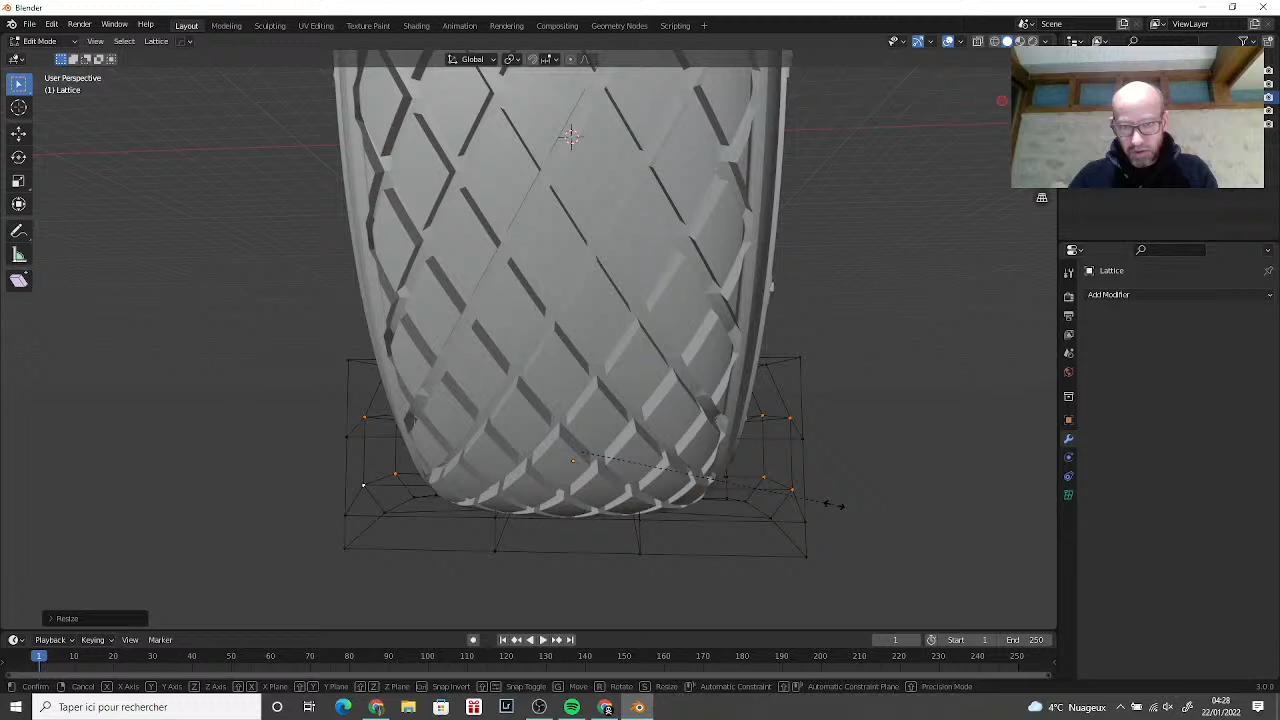 Blender
File Edit Render Window Help Layout Modeling Sculpting UV Editing Texture Paint Shading Animation Rendering Compositing Geometry Nodes Scripting + Scene ViewLayer
Edit Mode View Select Lattice
Global
User Perspective
(1) Lattice
Lattice
Add Modifier
Resize
Playback Keying View Marker 1 Start 1 End 250
1 10 20 30 40 50 60 70 80 90 100 110 120 130 140 150 160 170 180 190 200 210 220 230 240 250
Confirm Cancel X X Axis Y Y Axis Z Z Axis X X Plane Y Y Plane Z Z Plane Snap Invert Snap Toggle G Move R Rotate S Resize Automatic Constraint Automatic Constraint Plane Precision Mode 3.0.0
Taper ici pour rechercher Lr 4°C Nuageux 04:28
22/01/2022